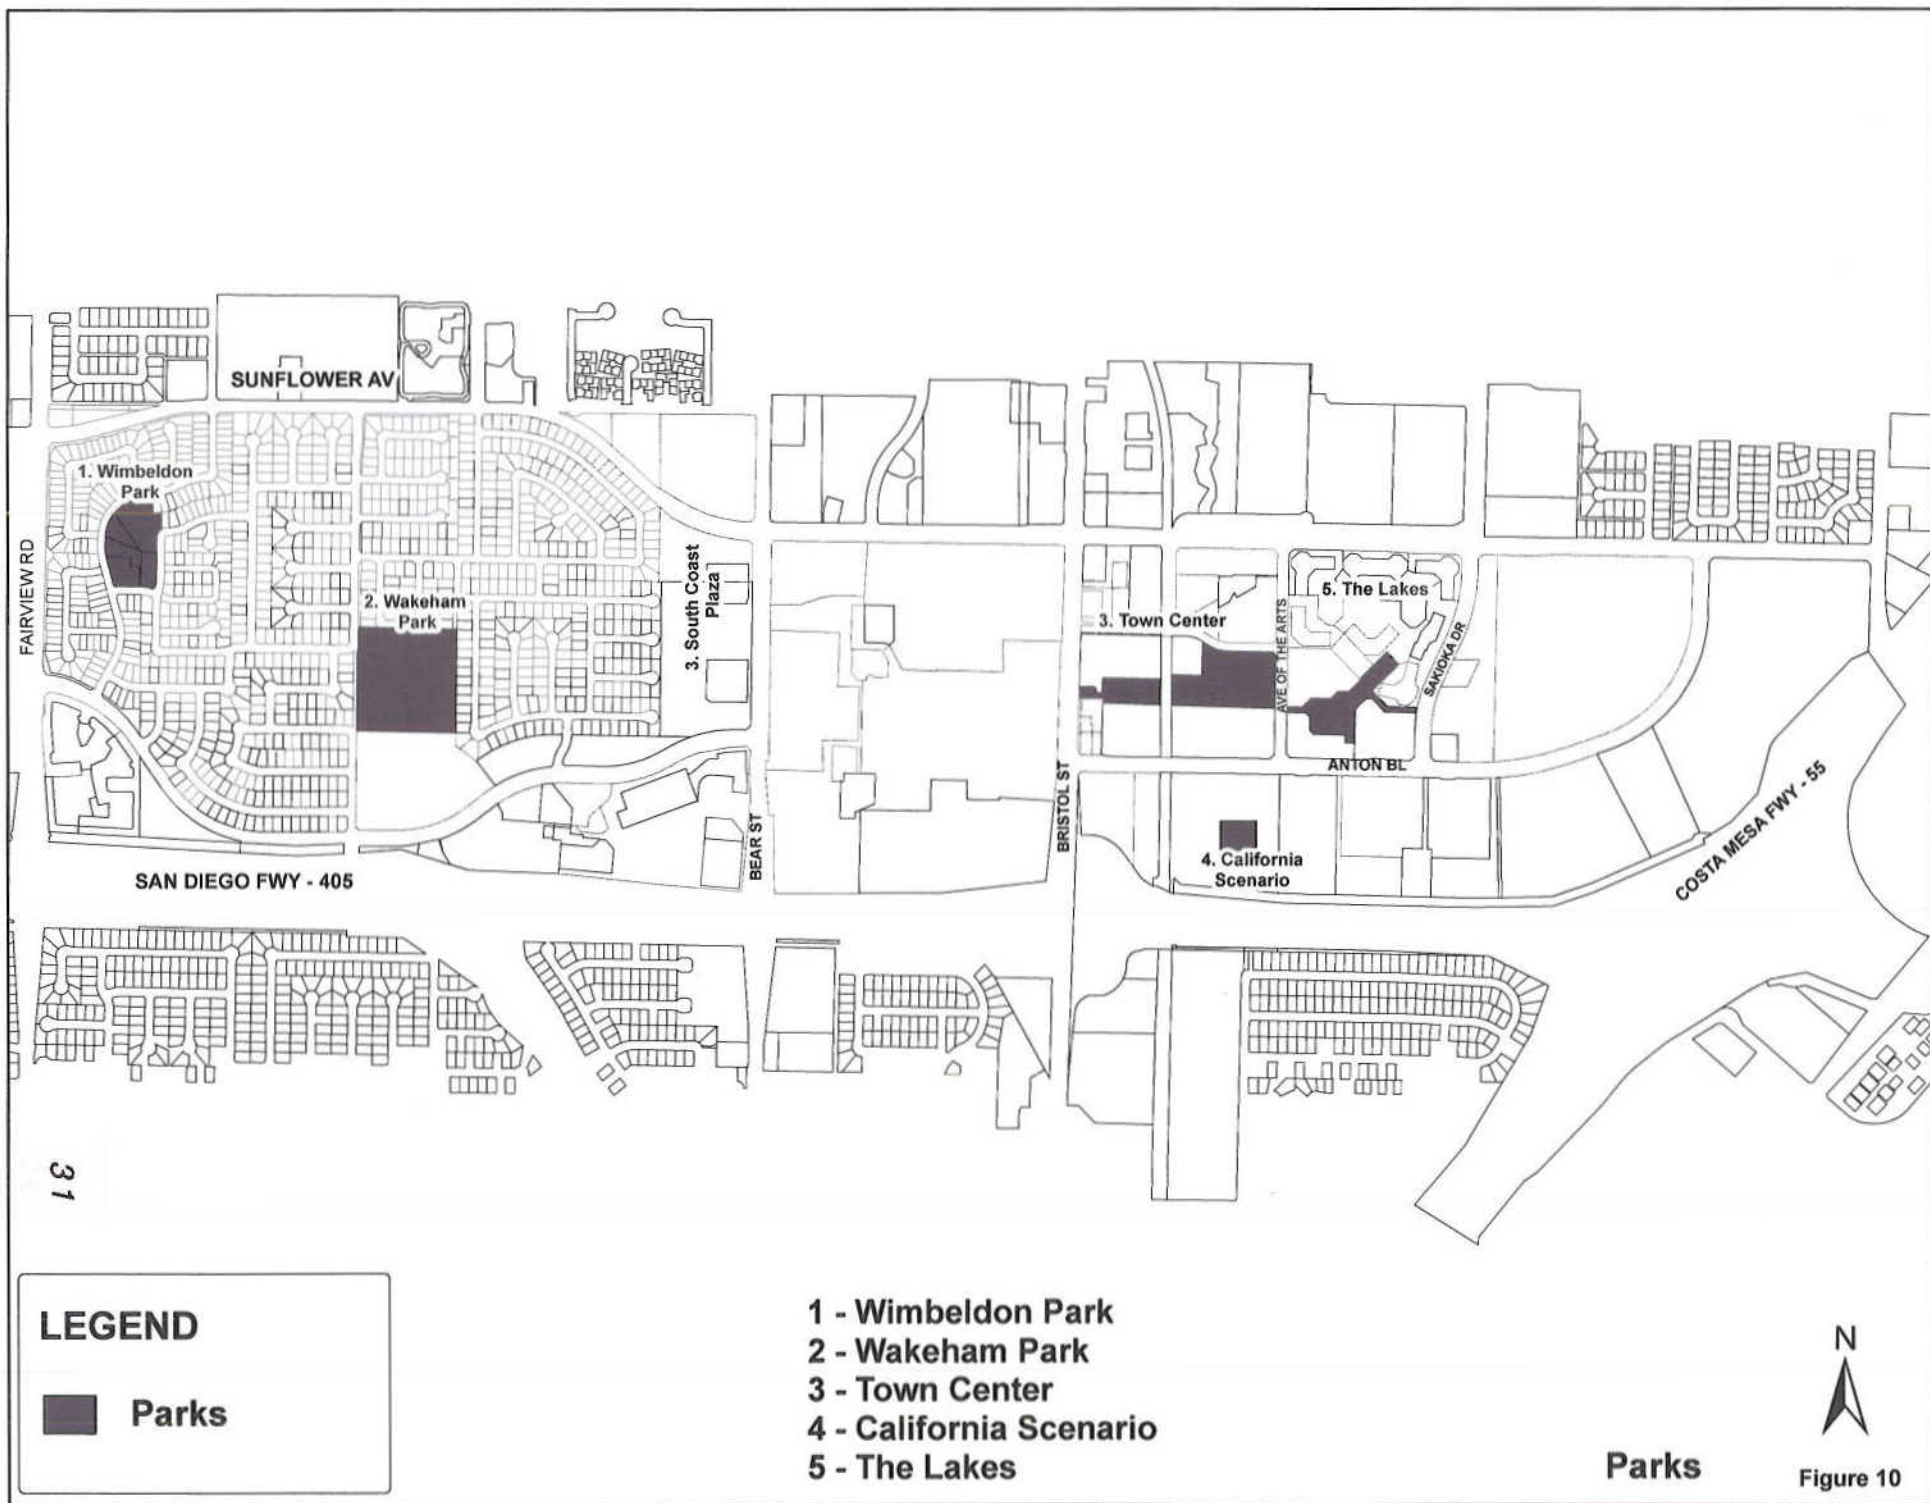 SUNFLOWER AV
1. Wimbeldon
Park
FAIRVIEW RD
2. Wakeham
Park
3. South Coast
Plaza
3. Town Center
AVE OF THE ARTS
5. The Lakes
SAKIOKA DR
ANTON BL
BRISTOL ST
BEAR ST
4. California
Scenario
COSTA MESA FWY - 55
SAN DIEGO FWY - 405
31
LEGEND
Parks
1 - Wimbeldon Park
2 - Wakeham Park
3 - Town Center
4 - California Scenario
5 - The Lakes
N
Parks
Figure 10